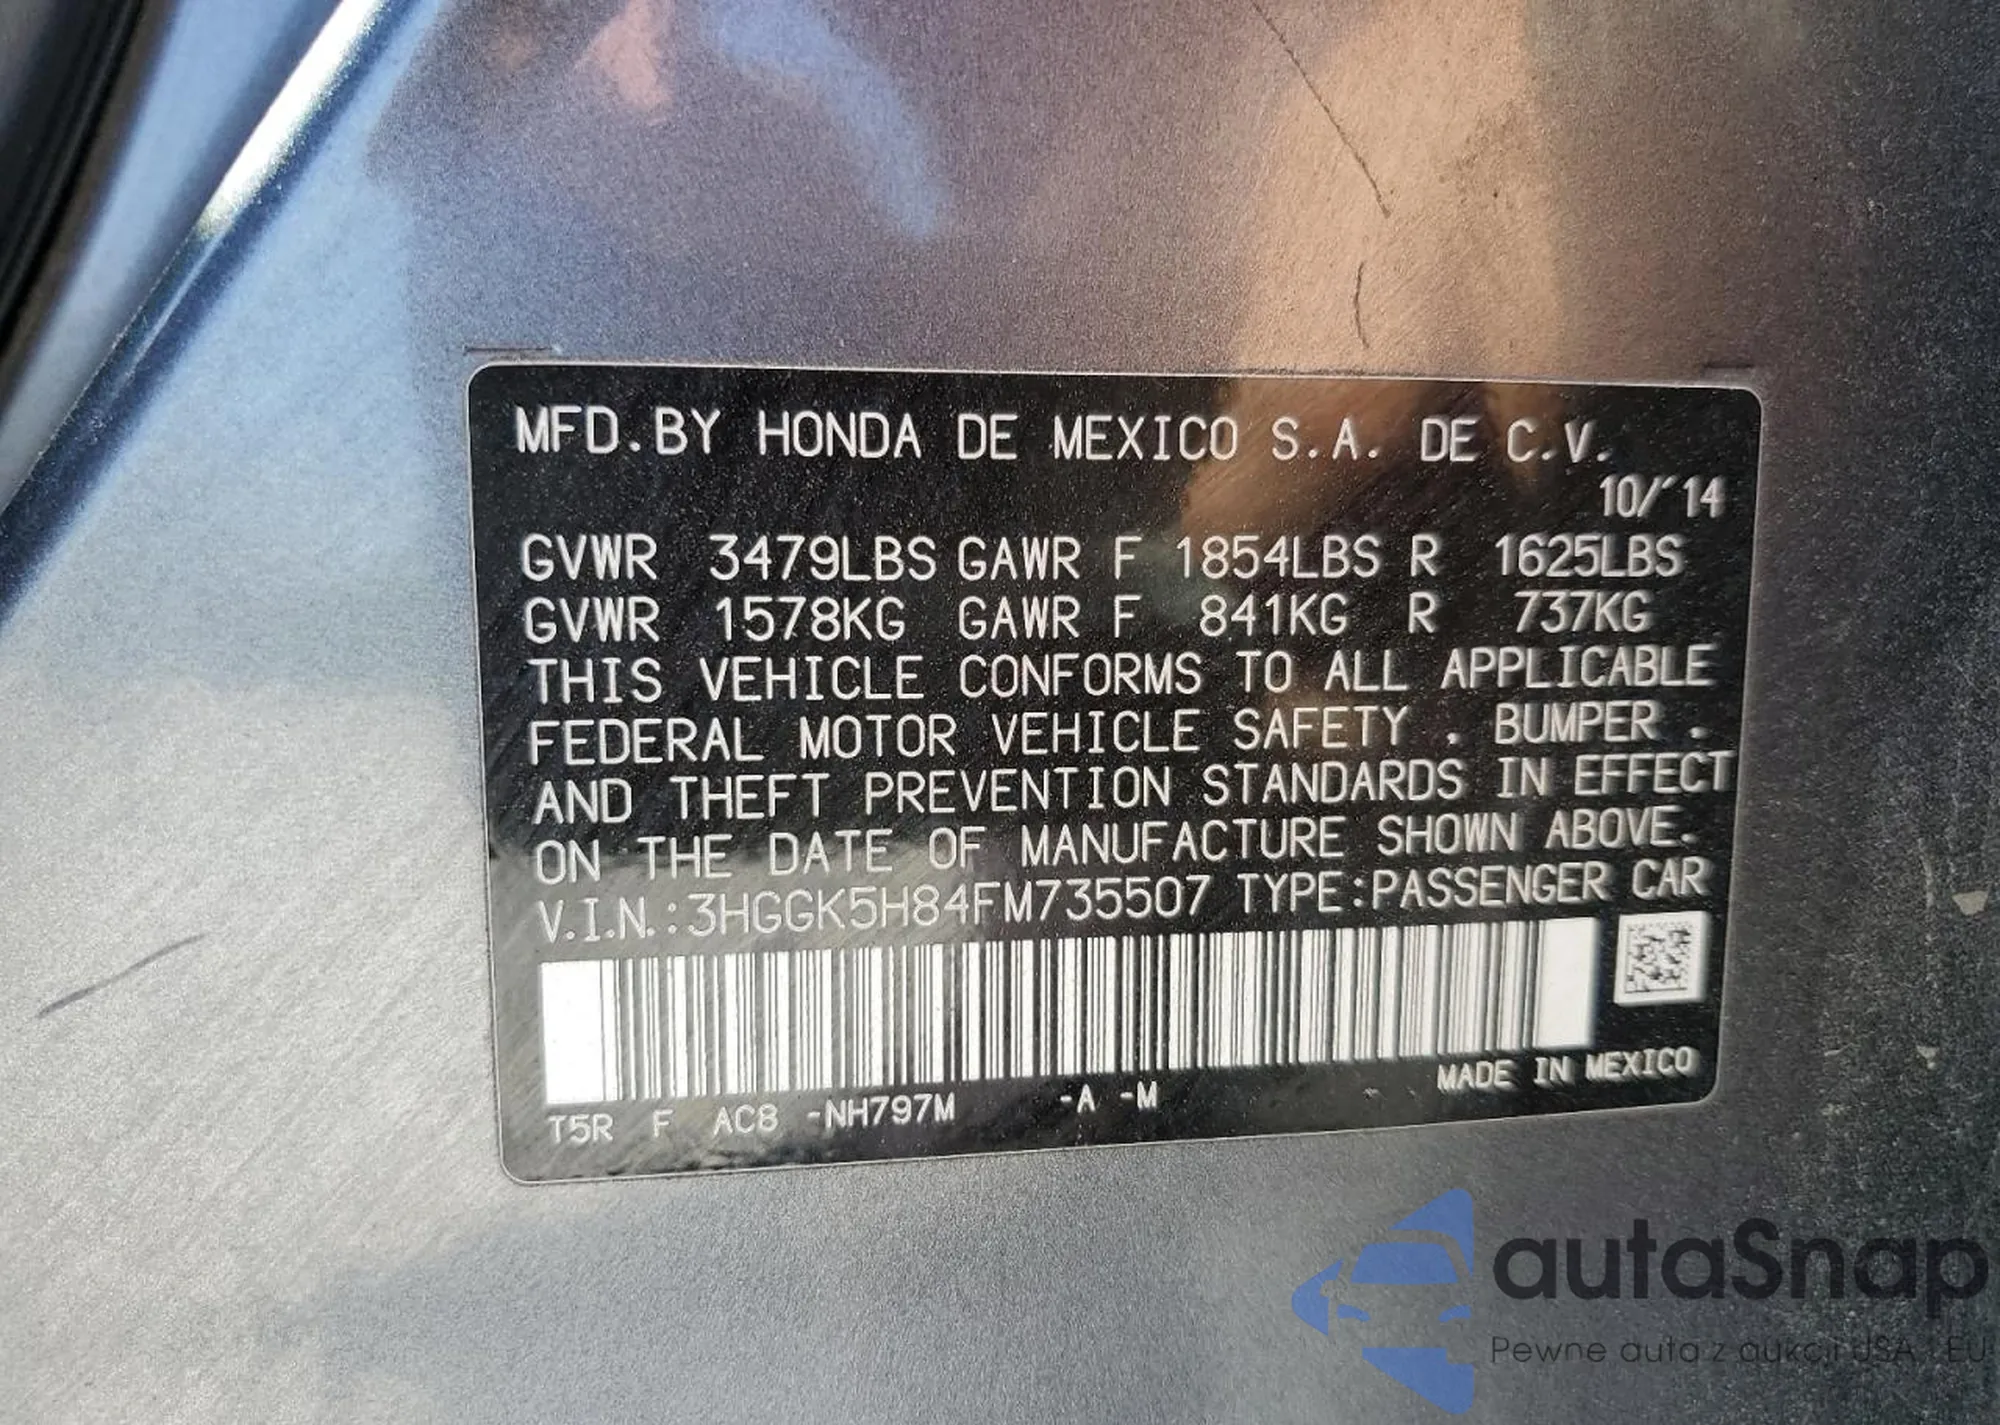 MFD.BY HONDA DE MEXICO S.A. DE C.V.
10/'14
GVWR 3479LBS GAWR F 1854LBS R 1625LBS
GVWR 1578KG GAWR F 841KG R 737KG
THIS VEHICLE CONFORMS TO ALL APPLICABLE
FEDERAL MOTOR VEHICLE SAFETY . BUMPER .
AND THEFT PREVENTION STANDARDS IN EFFECT
ON THE DATE OF MANUFACTURE SHOWN ABOVE.
V.I.N.:3HGGK5H84FM735507 TYPE:PASSENGER CAR
MADE IN MEXICO
T5R F AC8 -NH797M -A -M
autaSnap
Pewne auta z aukcji USA i EU